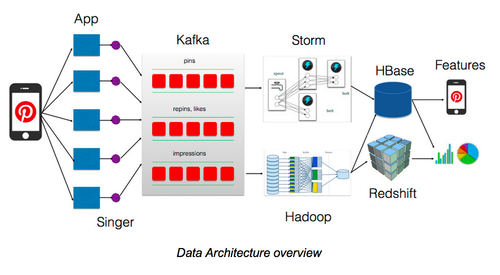 App
Kafka
Storm
HBase
Features
pins
repins, likes
impressions
spout
bolt
bolt
Singer
Hadoop
Redshift
Data Architecture overview